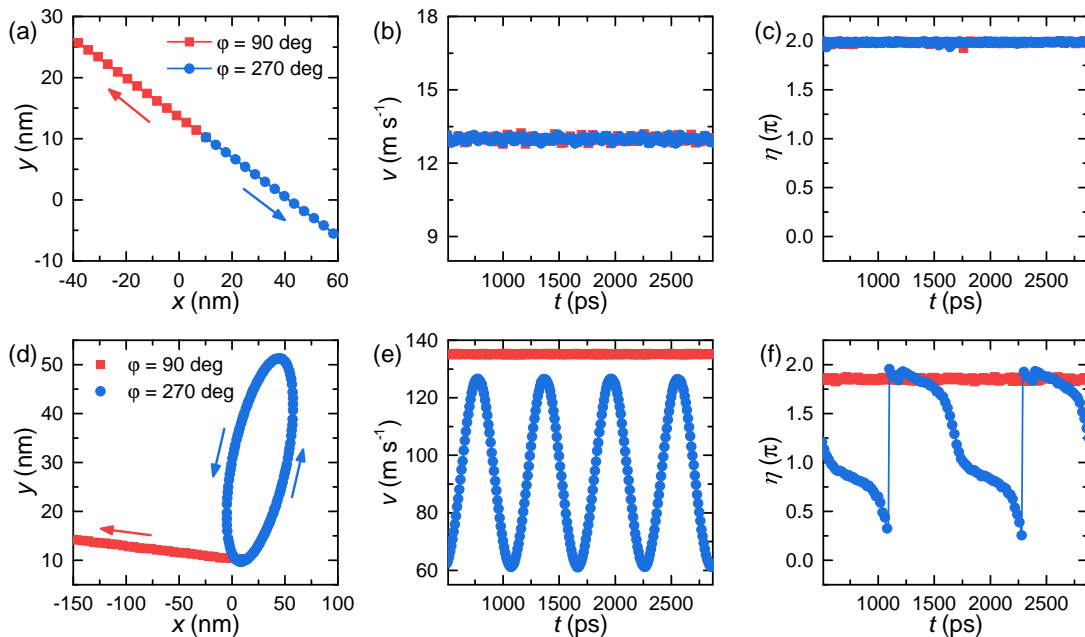 (a)
30
20
10
0
-10
y (nm)
-40 -20 0 20 40 60
x (nm)
φ = 90 deg
φ = 270 deg
(b)
18
15
12
9
v (m s⁻¹)
1000 1500 2000 2500
t (ps)
(c)
2.0
1.5
1.0
0.5
0.0
η (π)
1000 1500 2000 2500
t (ps)
(d)
50
40
30
20
10
y (nm)
-150 -100 -50 0 50 100
x (nm)
φ = 90 deg
φ = 270 deg
(e)
140
120
100
80
60
v (m s⁻¹)
1000 1500 2000 2500
t (ps)
(f)
2.0
1.5
1.0
0.5
0.0
η (π)
1000 1500 2000 2500
t (ps)